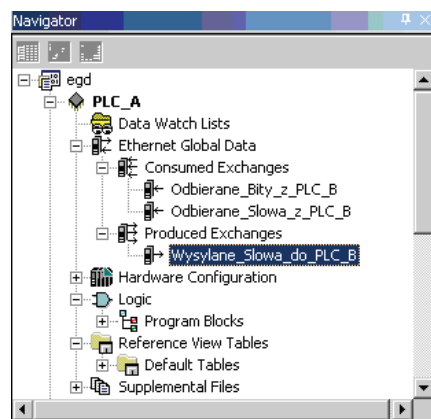 Navigator
egd
PLC_A
Data Watch Lists
Ethernet Global Data
Consumed Exchanges
Odbierane_Bity_z_PLC_B
Odbierane_Slowa_z_PLC_B
Produced Exchanges
Wysylane_Slowa_do_PLC_B
Hardware Configuration
Logic
Program Blocks
Reference View Tables
Default Tables
Supplemental Files